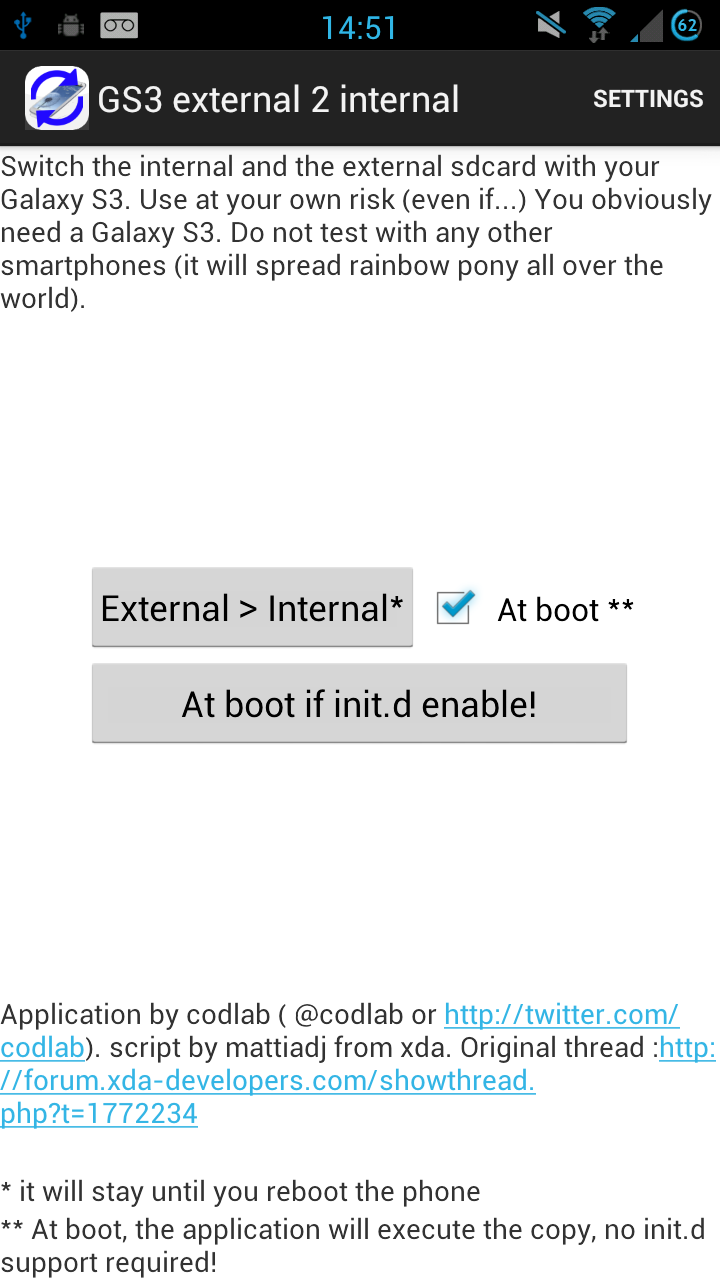 14:51
62
GS3 external 2 internal
SETTINGS
Switch the internal and the external sdcard with your
Galaxy S3. Use at your own risk (even if...) You obviously
need a Galaxy S3. Do not test with any other
smartphones (it will spread rainbow pony all over the
world).
External > Internal*
At boot **
At boot if init.d enable!
Application by codlab ( @codlab or http://twitter.com/
codlab). script by mattiadj from xda. Original thread :http:
//forum.xda-developers.com/showthread.
php?t=1772234
* it will stay until you reboot the phone
** At boot, the application will execute the copy, no init.d
support required!